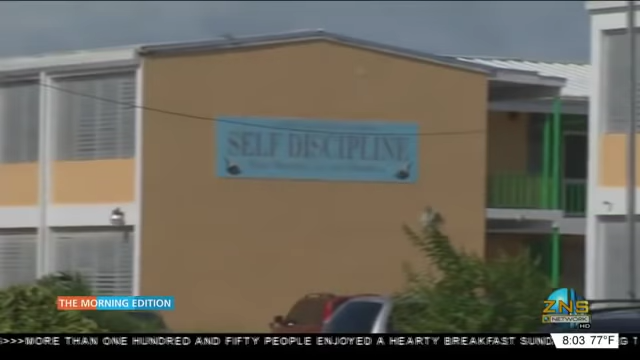 SELF DISCIPLINE
THE MORNING EDITION
ZNS
NETWORK
HD
>>>MORE THAN ONE HUNDRED AND FIFTY PEOPLE ENJOYED A HEARTY BREAKFAST SUND
8:03 77°F